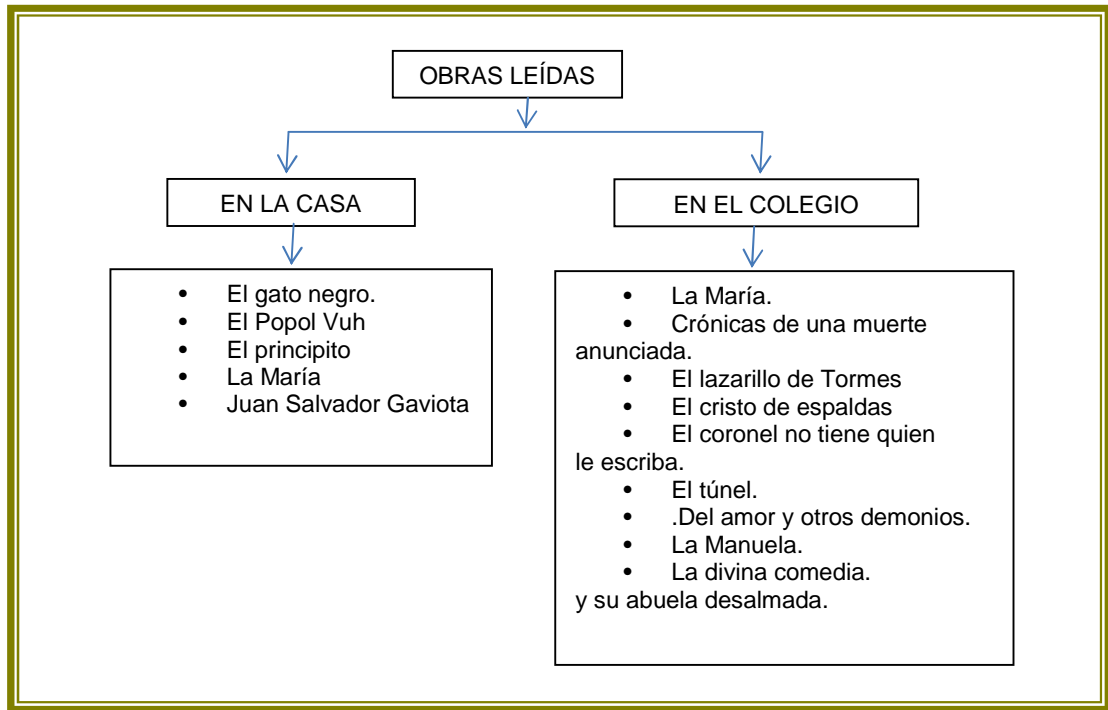 OBRAS LEÍDAS
EN LA CASA
• El gato negro.
• El Popol Vuh
• El principito
• La María
• Juan Salvador Gaviota
EN EL COLEGIO
• La María.
• Crónicas de una muerte
anunciada.
• El lazarillo de Tormes
• El cristo de espaldas
• El coronel no tiene quien
le escriba.
• El túnel.
• .Del amor y otros demonios.
• La Manuela.
• La divina comedia.
y su abuela desalmada.